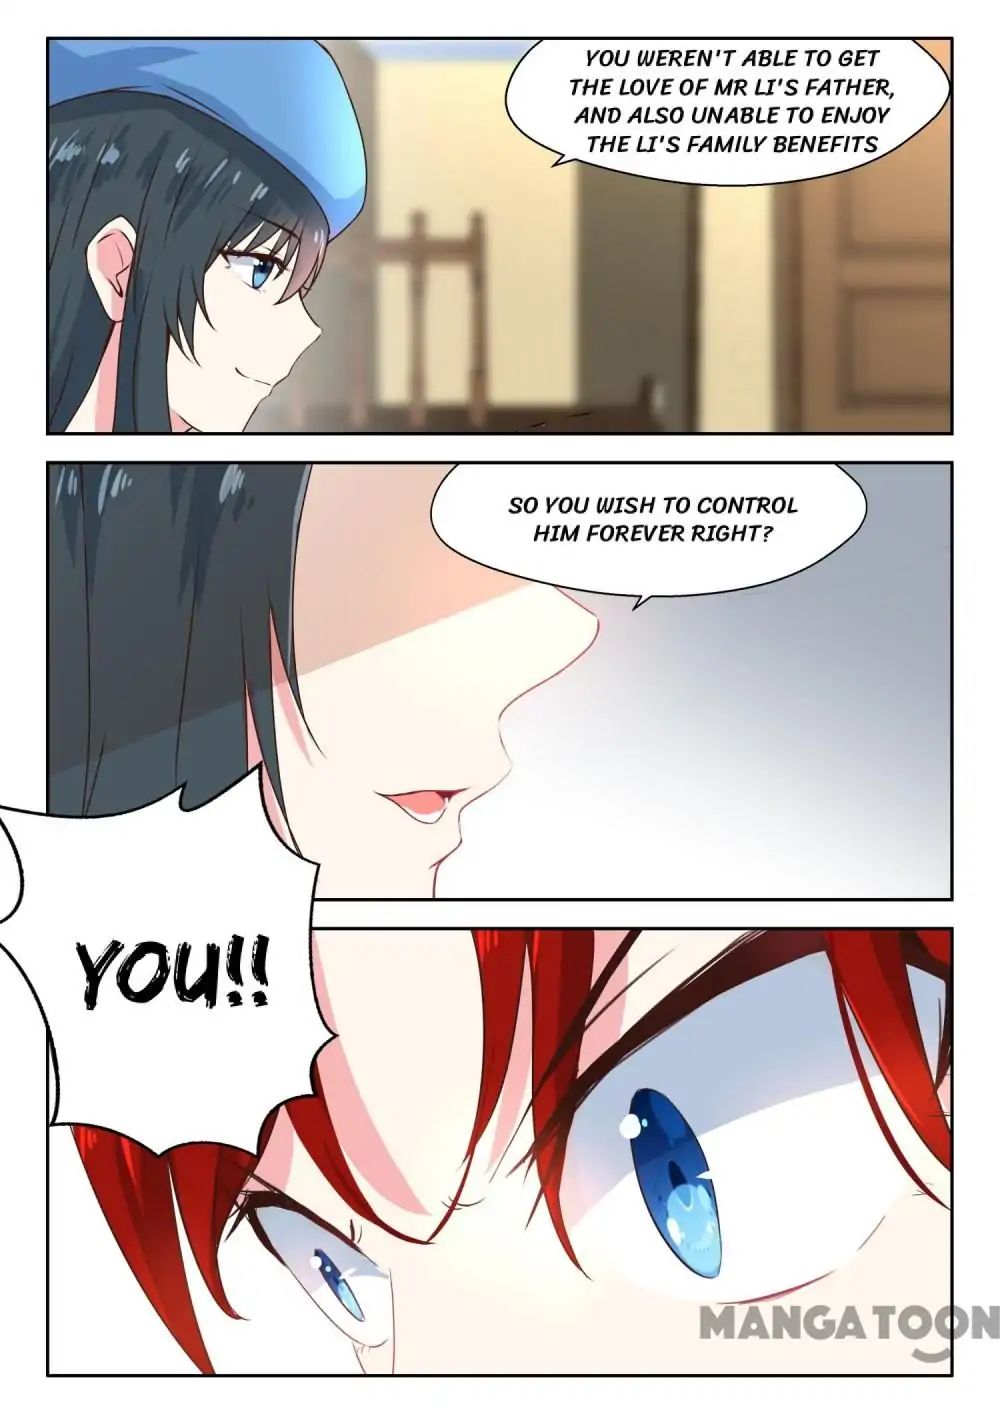 YOU WEREN'T ABLE TO GET
THE LOVE OF MR LI'S FATHER,
AND ALSO UNABLE TO ENJOY
THE LI'S FAMILY BENEFITS
SO YOU WISH TO CONTROL
HIM FOREVER RIGHT?
YOU!!
MANGATOON